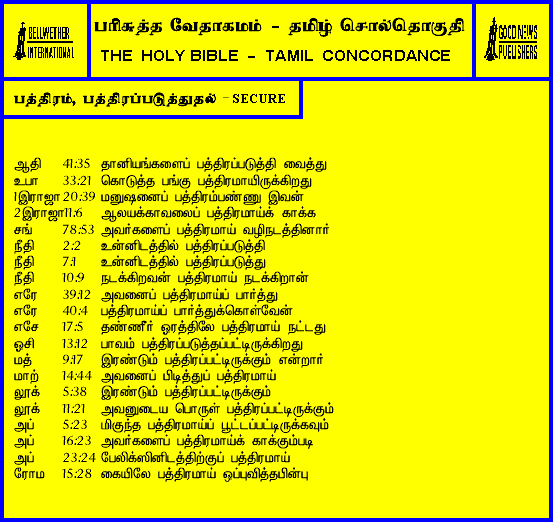 BELLWETHER
INTERNATIONAL
பரிசுத்த வேதாகமம் - தமிழ் சொல்தொகுதி
THE HOLY BIBLE - TAMIL CONCORDANCE
GOOD NEWS
PUBLISHERS
பத்திரம், பத்திரப்படுத்துதல் - SECURE
ஆதி 41:35 தானியங்களைப் பத்திரப்படுத்தி வைத்து
உபா 33:21 கொடுத்த பங்கு பத்திரமாயிருக்கிறது
1இராஜா 20:39 மனுஷனைப் பத்திரம்பண்ணு இவன்
2இராஜா 11:6 ஆலயக்காவலைப் பத்திரமாய்க் காக்க
சங் 78:53 அவர்களைப் பத்திரமாய் வழிநடத்தினார்
நீதி 2:2 உன்னிடத்தில் பத்திரப்படுத்தி
நீதி 7:1 உன்னிடத்தில் பத்திரப்படுத்து
நீதி 10:9 நடக்கிறவன் பத்திரமாய் நடக்கிறான்
எரே 39:12 அவனைப் பத்திரமாய்ப் பார்த்து
எரே 40:4 பத்திரமாய்ப் பார்த்துக்கொள்வேன்
எசே 17:5 தண்ணீர் ஓரத்திலே பத்திரமாய் நட்டது
ஓசி 13:12 பாவம் பத்திரப்படுத்தப்பட்டிருக்கிறது
மத் 9:17 இரண்டும் பத்திரப்பட்டிருக்கும் என்றார்
மாற் 14:44 அவனைப் பிடித்துப் பத்திரமாய்
லூக் 5:38 இரண்டும் பத்திரப்பட்டிருக்கும்
லூக் 11:21 அவனுடைய பொருள் பத்திரப்பட்டிருக்கும்
அப் 5:23 மிகுந்த பத்திரமாய்ப் பூட்டப்பட்டிருக்கவும்
அப் 16:23 அவர்களைப் பத்திரமாய்க் காக்கும்படி
அப் 23:24 பேலிக்ஸினிடத்திற்குப் பத்திரமாய்
ரோம 15:28 கையிலே பத்திரமாய் ஒப்புவித்தபின்பு